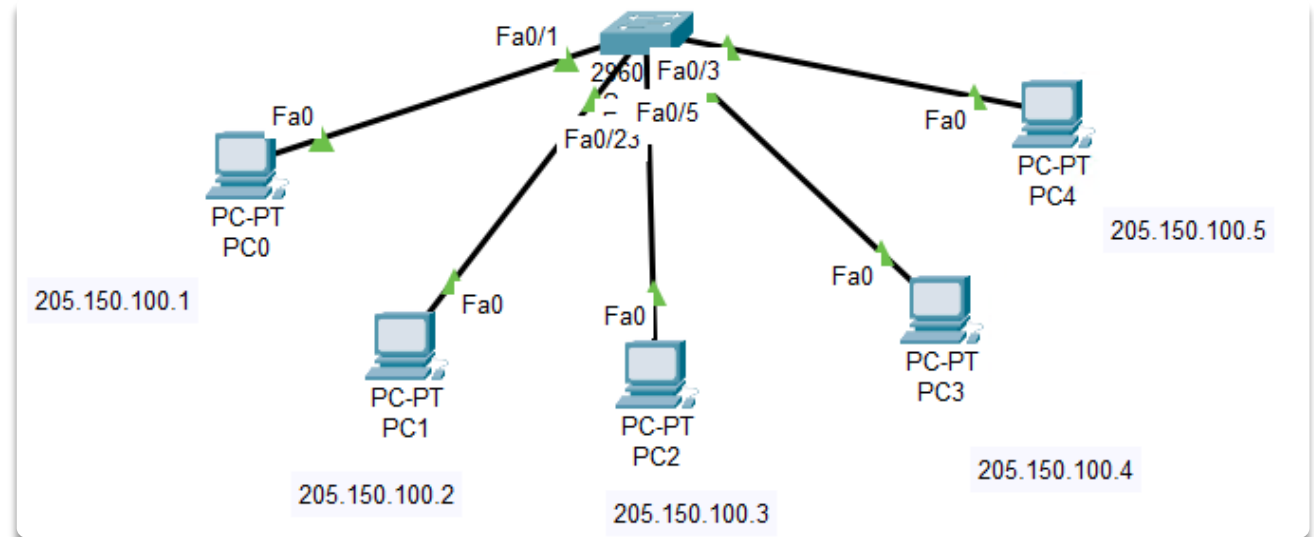 Fa0/1
2960
Fa0/3
Fa0/5
Fa0/23
Fa0
PC-PT
PC0
205.150.100.1
Fa0
PC-PT
PC1
205.150.100.2
Fa0
PC-PT
PC2
205.150.100.3
Fa0
PC-PT
PC3
205.150.100.4
Fa0
PC-PT
PC4
205.150.100.5